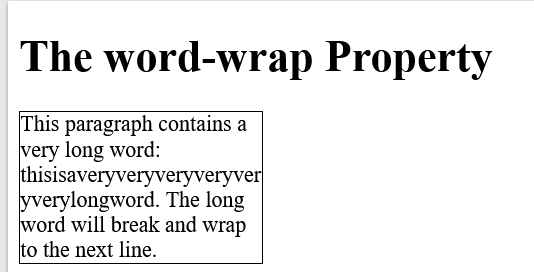 The word-wrap Property
This paragraph contains a
very long word:
thisisaveryveryveryveryver
yverylongword. The long
word will break and wrap
to the next line.